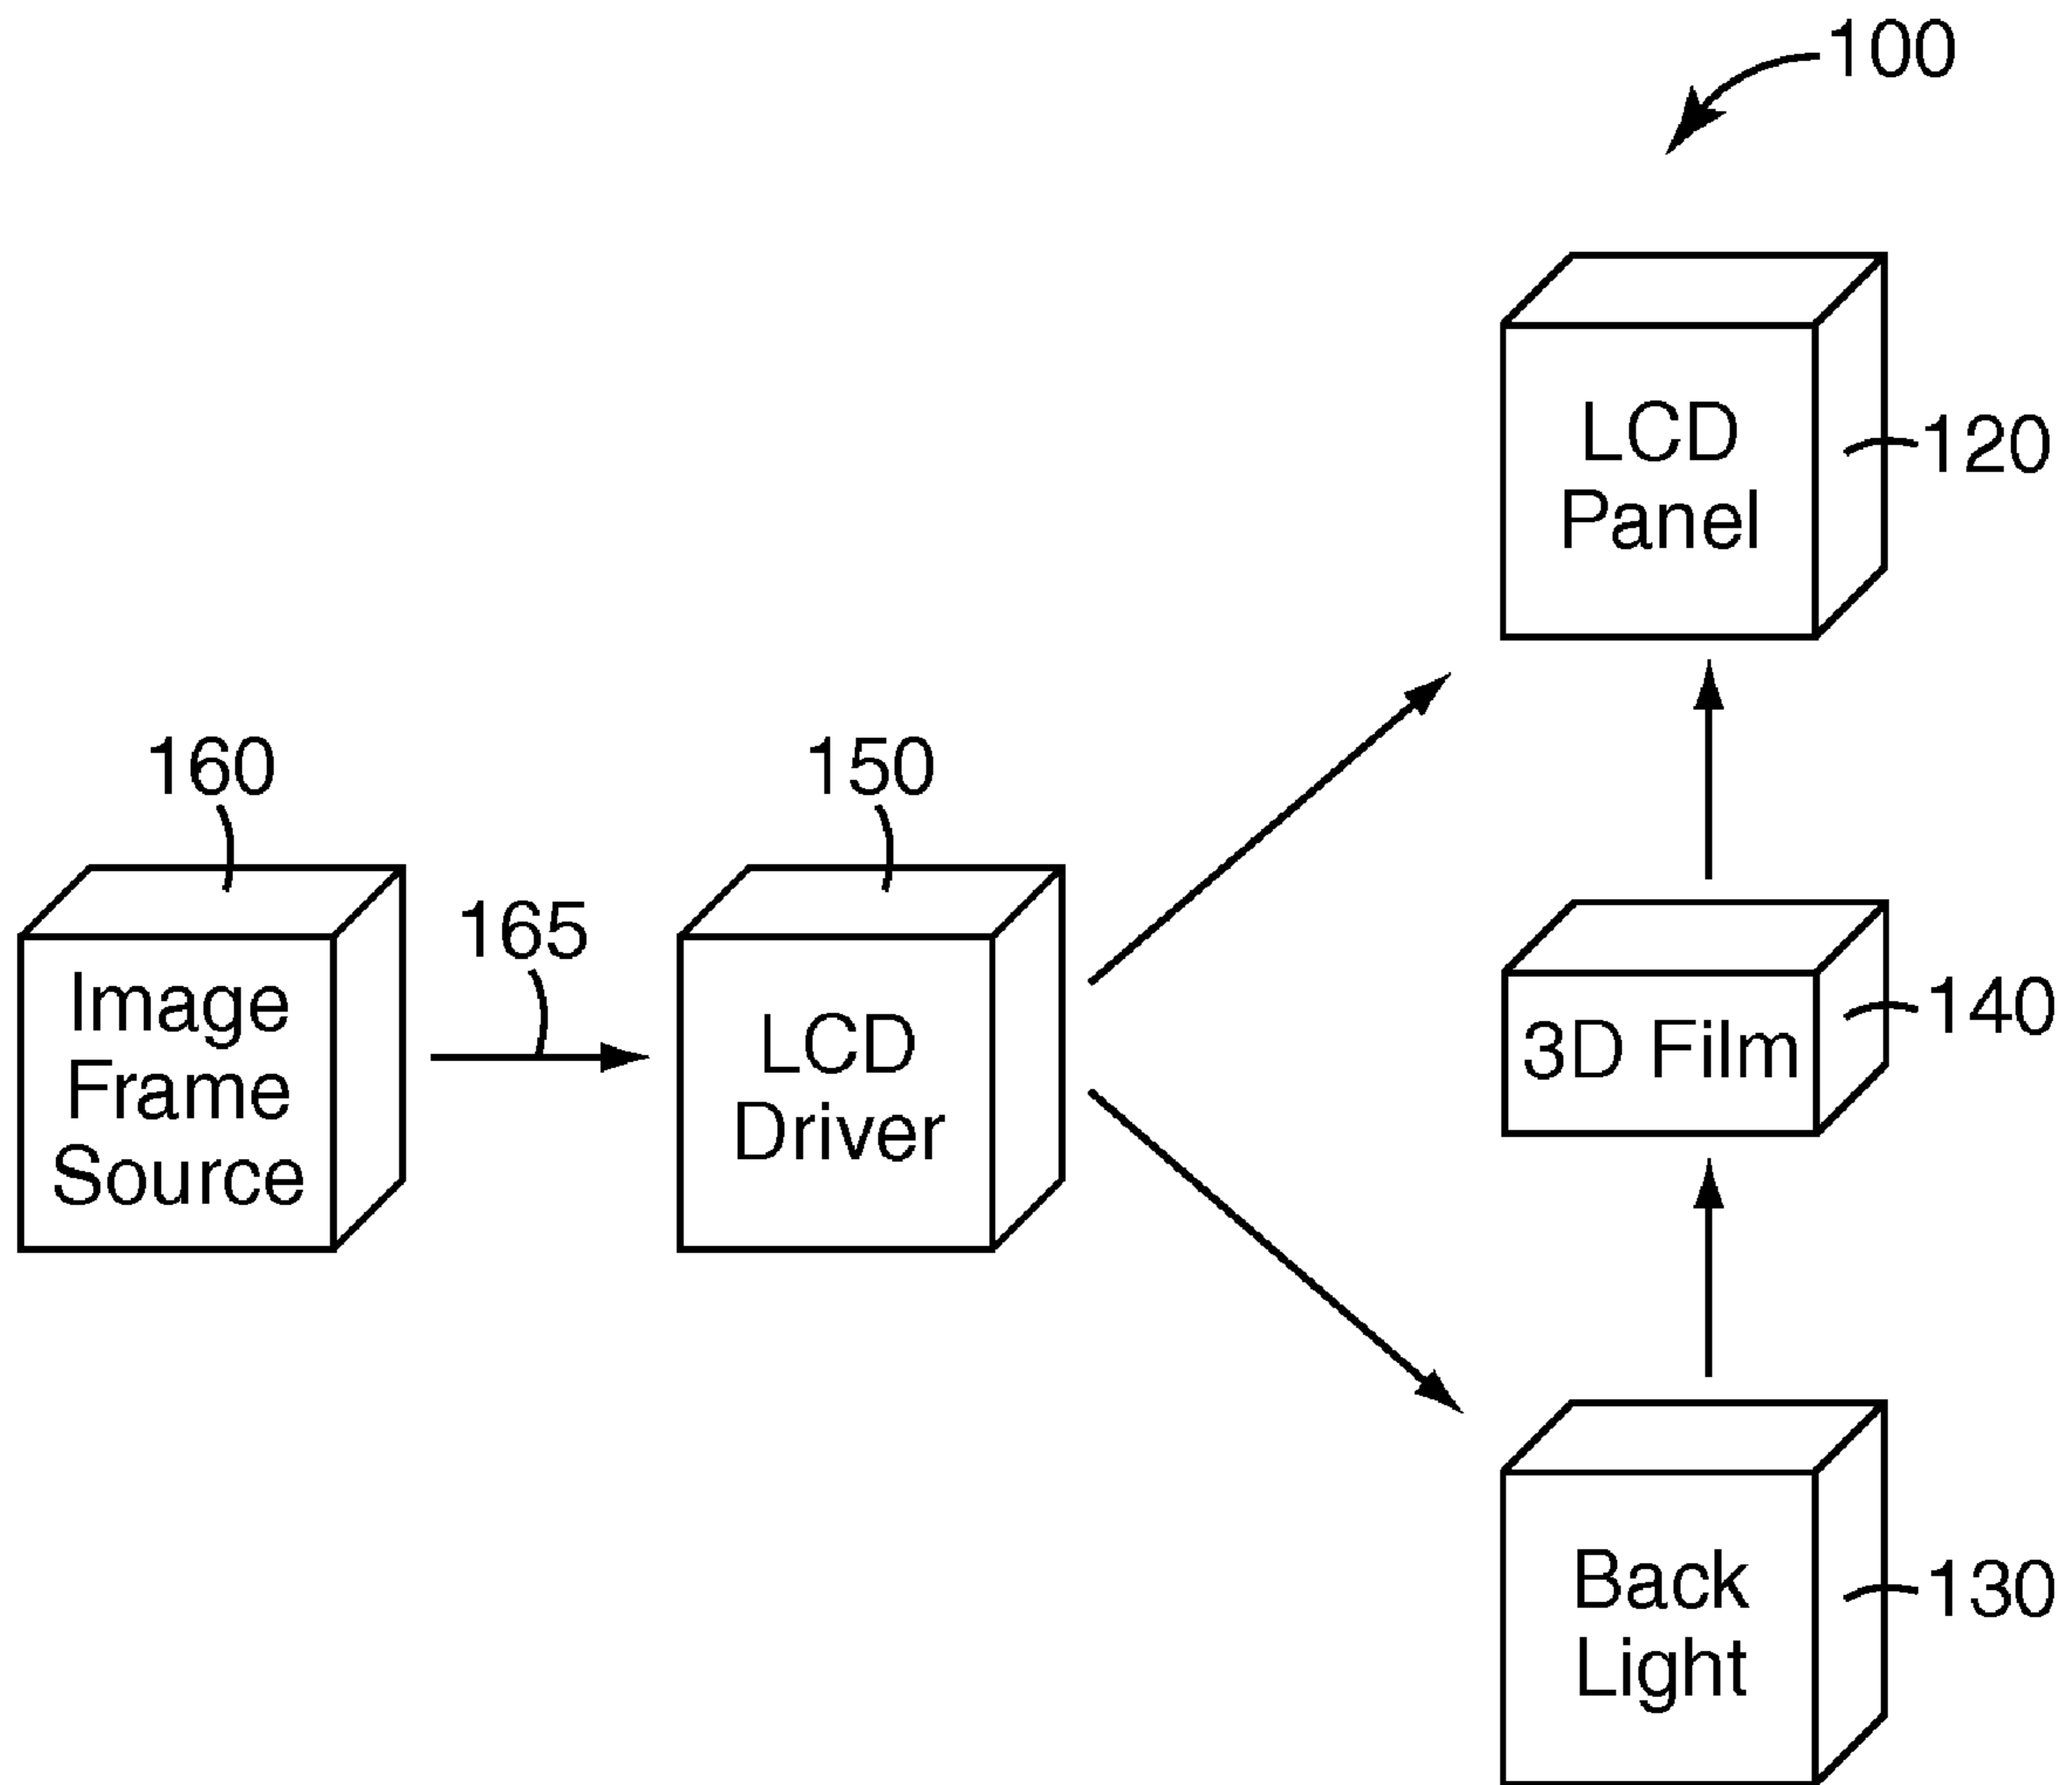 100
LCD
Panel
120
160
150
165
Image
Frame
Source
LCD
Driver
3D Film
140
Back
Light
130